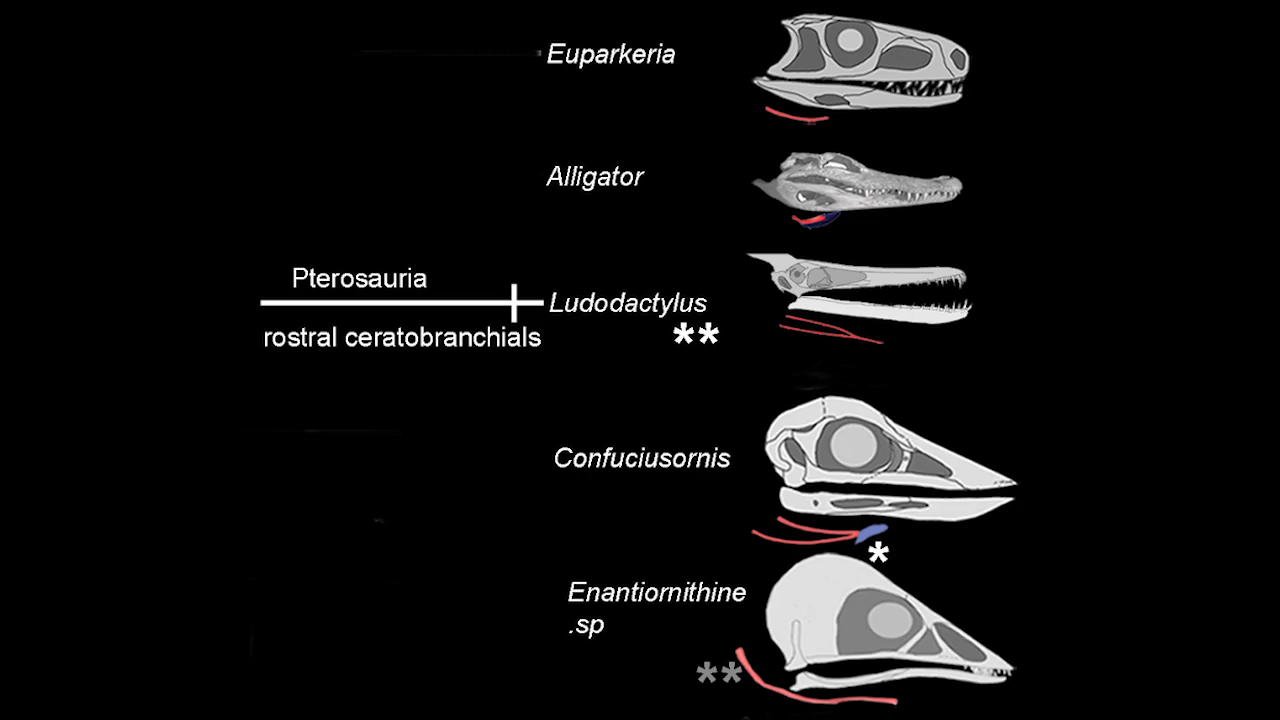 Euparkeria
Alligator
Pterosauria
Ludodactylus
rostral ceratobranchials
**
Confuciusornis
*
Enantiornithine
.sp
**